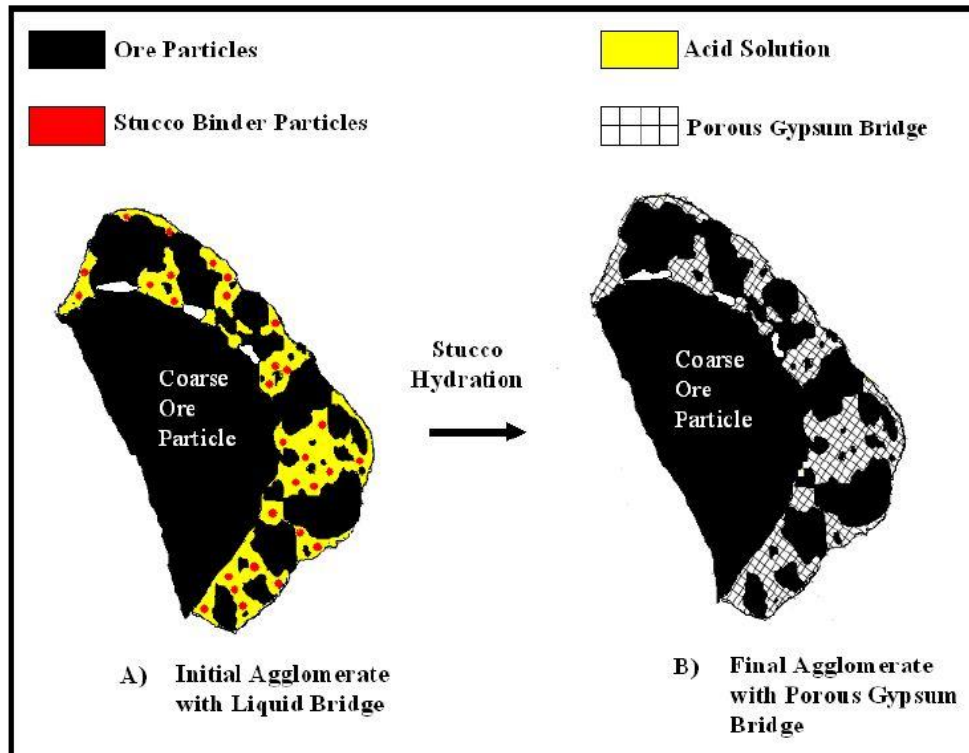 Ore Particles
Acid Solution
Stucco Binder Particles
Porous Gypsum Bridge
Coarse
Ore
Particle
Stucco
Hydration
Coarse
Ore
Particle
A) Initial Agglomerate
with Liquid Bridge
B) Final Agglomerate
with Porous Gypsum
Bridge